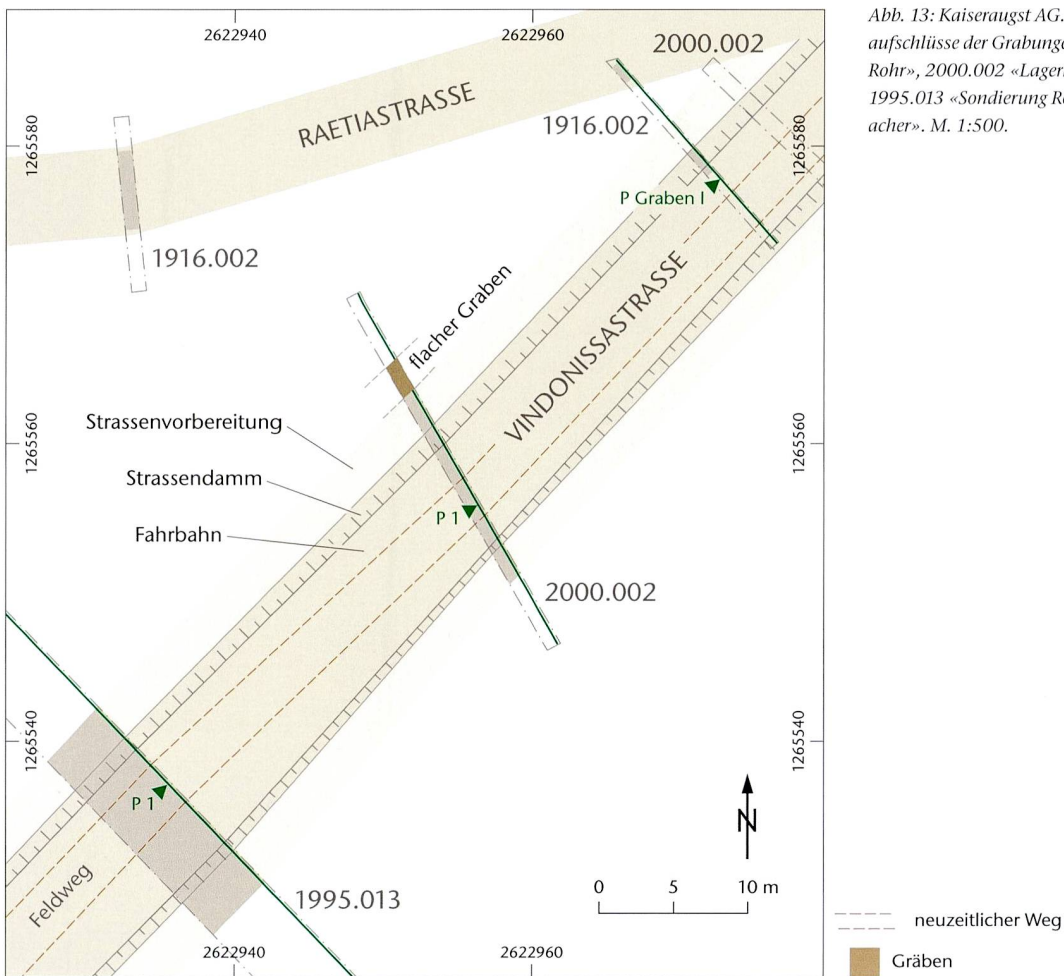 Abb. 13: Kaiseraugst AG.
aufschlüsse der Grabunge
Rohr», 2000.002 «Lager
1995.013 «Sondierung R
acher». M. 1:500.
2622940
2622960
2000.002
1265580
RAETIASTRASSE
1916.002
1265580
P Graben I
1916.002
flacher Graben
VINDONISSASTRASSE
Strassenvorbereitung
1265560
1265560
Strassendamm
P 1
Fahrbahn
2000.002
1265540
1265540
P 1
N
Feldweg
1995.013
0 5 10 m
2622940
2622960
neuzeitlicher Weg
Gräben